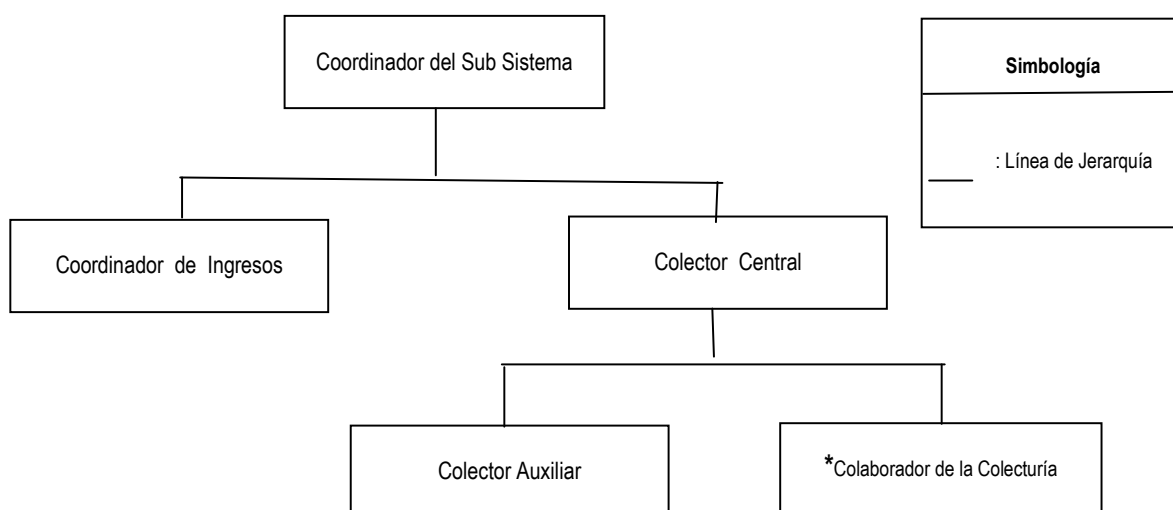 Coordinador del Sub Sistema
Simbología
: Línea de Jerarquía
Coordinador de Ingresos
Colector Central
Colector Auxiliar
*Colaborador de la Colecturía